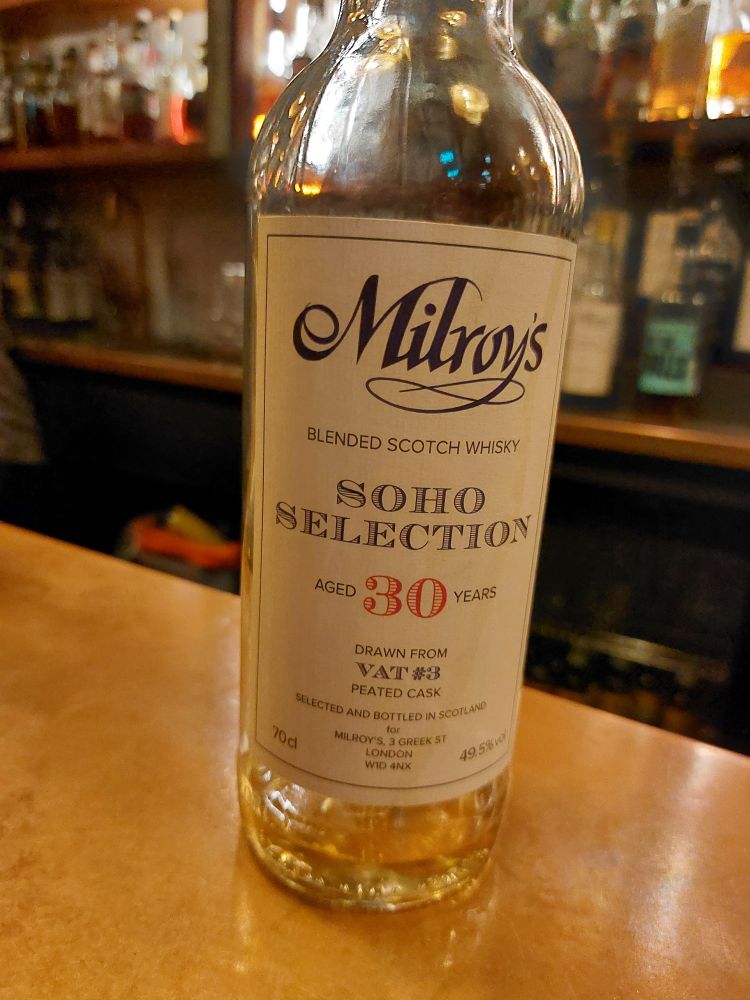 Milroy's
BLENDED SCOTCH WHISKY
SOHO
SELECTION
AGED 30 YEARS
DRAWN FROM
VAT #3
PEATED CASK
SELECTED AND BOTTLED IN SCOTLAND
for
MILROY'S, 3 GREEK ST
LONDON
W1D 4NX
70cl
49.5% vol